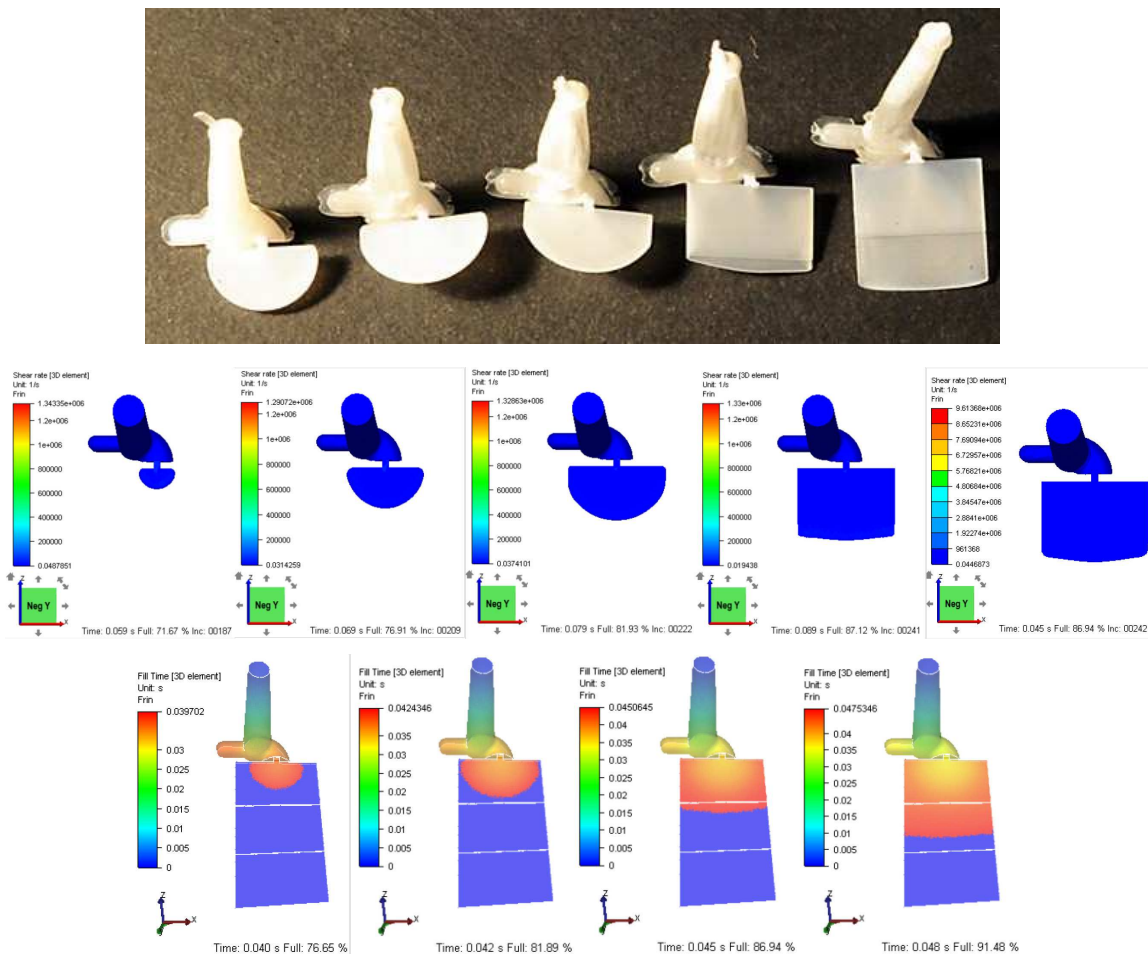 Shear rate [3D element]
Unit: 1/s
Frin
1.34335e+006
1.2e+006
1e+006
800000
600000
400000
200000
0.0487851
Z
Neg Y
X
Time: 0.059 s Full: 71.67 % Inc: 00187
Shear rate [3D element]
Unit: 1/s
Frin
1.29072e+006
1.2e+006
1e+006
800000
600000
400000
200000
0.0314259
Z
Neg Y
X
Time: 0.069 s Full: 76.91 % Inc: 00209
Shear rate [3D element]
Unit: 1/s
Frin
1.32863e+006
1.2e+006
1e+006
800000
600000
400000
200000
0.0374101
Z
Neg Y
X
Time: 0.079 s Full: 81.93 % Inc: 00222
Shear rate [3D element]
Unit: 1/s
Frin
1.33e+006
1.2e+006
1e+006
800000
600000
400000
200000
0.019438
Z
Neg Y
X
Time: 0.089 s Full: 87.12 % Inc: 00241
Shear rate [3D element]
Unit: 1/s
Frin
9.61368e+006
8.65231e+006
7.69094e+006
6.72957e+006
5.76821e+006
4.80684e+006
3.84547e+006
2.8841e+006
1.92274e+006
961368
0.0446873
Z
Neg Y
X
Time: 0.045 s Full: 86.94 % Inc: 00242
Fill Time [3D element]
Unit: s
Frin
0.039702
0.03
0.025
0.02
0.015
0.01
0.005
0
Z
X
Y
Time: 0.040 s Full: 76.65 %
Fill Time [3D element]
Unit: s
Frin
0.0424346
0.035
0.03
0.025
0.02
0.015
0.01
0.005
0
Z
X
Y
Time: 0.042 s Full: 81.89 %
Fill Time [3D element]
Unit: s
Frin
0.0450645
0.04
0.035
0.03
0.025
0.02
0.015
0.01
0.005
0
Z
X
Y
Time: 0.045 s Full: 86.94 %
Fill Time [3D element]
Unit: s
Frin
0.0475346
0.04
0.035
0.03
0.025
0.02
0.015
0.01
0.005
0
Z
X
Y
Time: 0.048 s Full: 91.48 %